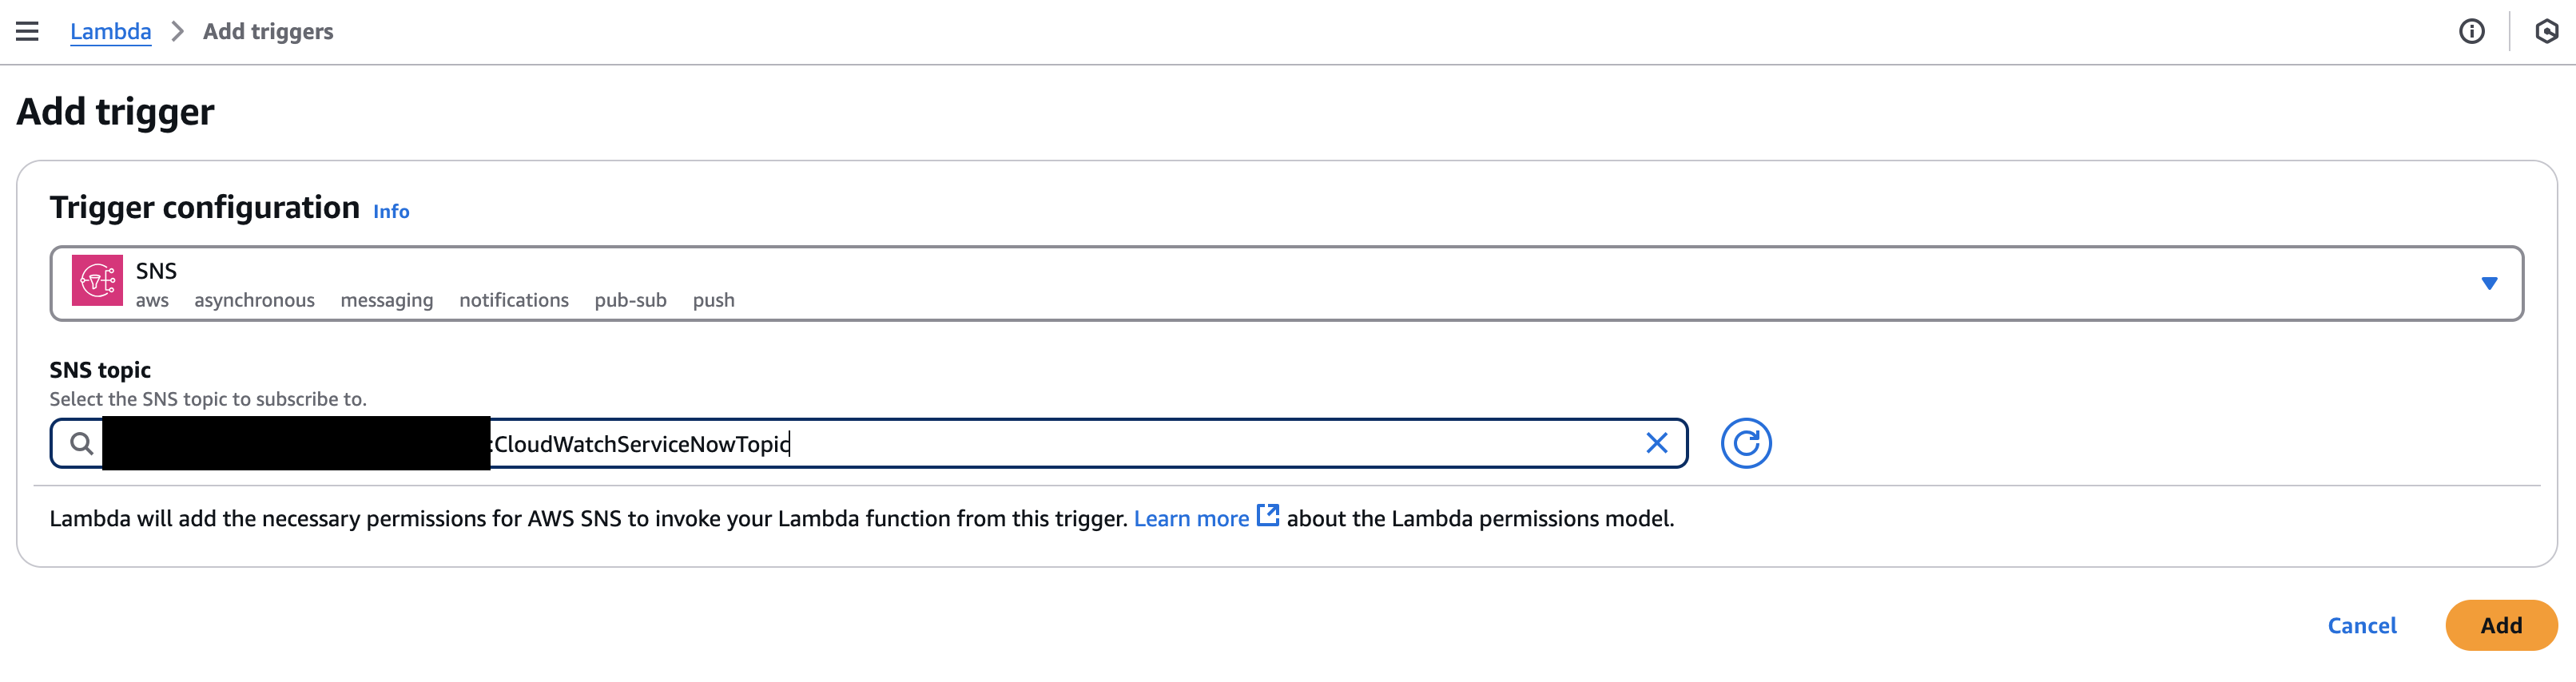 Lambda > Add triggers
Add trigger
Trigger configuration Info
SNS
aws asynchronous messaging notifications pub-sub push
SNS topic
Select the SNS topic to subscribe to.
:CloudWatchServiceNowTopic
Lambda will add the necessary permissions for AWS SNS to invoke your Lambda function from this trigger. Learn more about the Lambda permissions model.
Cancel Add